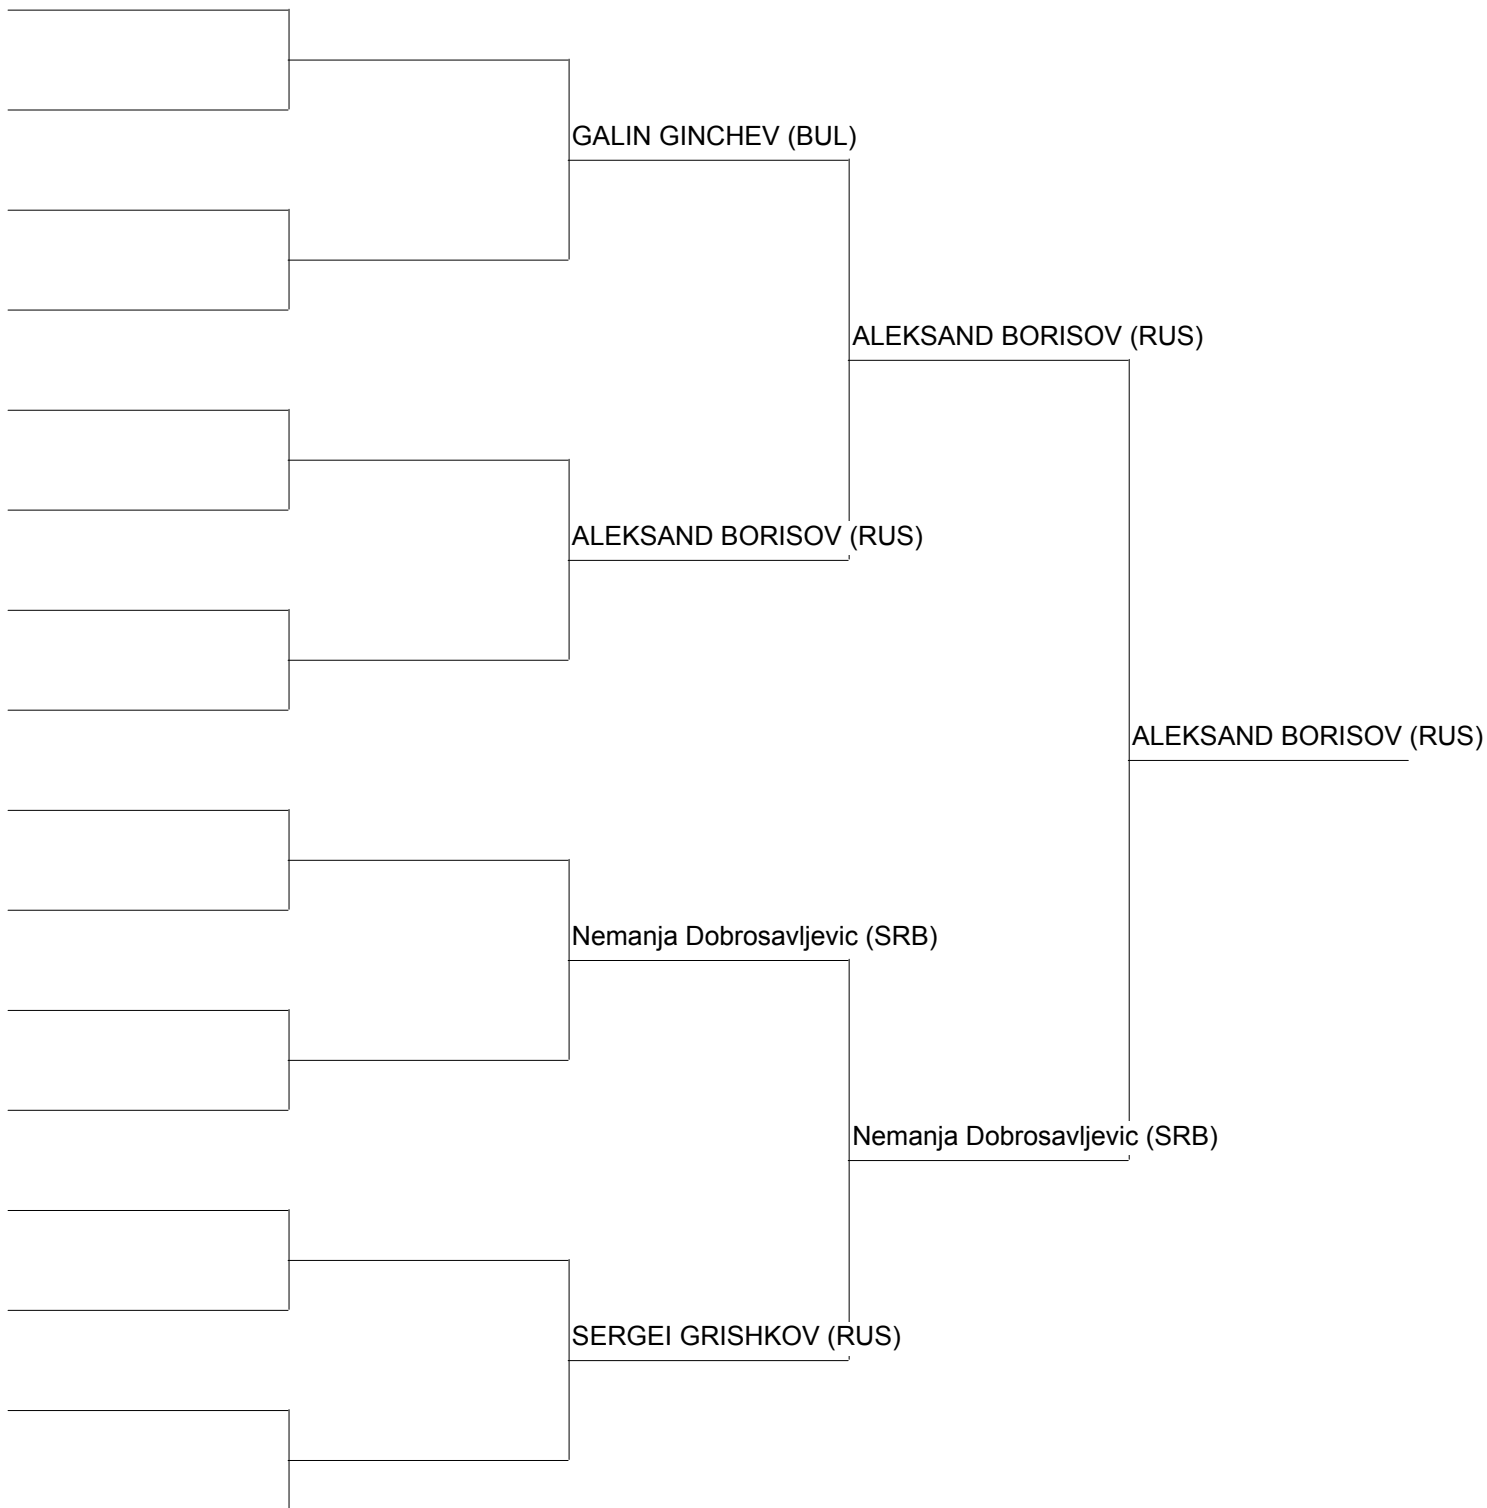 GALIN GINCHEV (BUL)
ALEKSAND BORISOV (RUS)
ALEKSAND BORISOV (RUS)
ALEKSAND BORISOV (RUS)
Nemanja Dobrosavljevic (SRB)
Nemanja Dobrosavljevic (SRB)
SERGEI GRISHKOV (RUS)